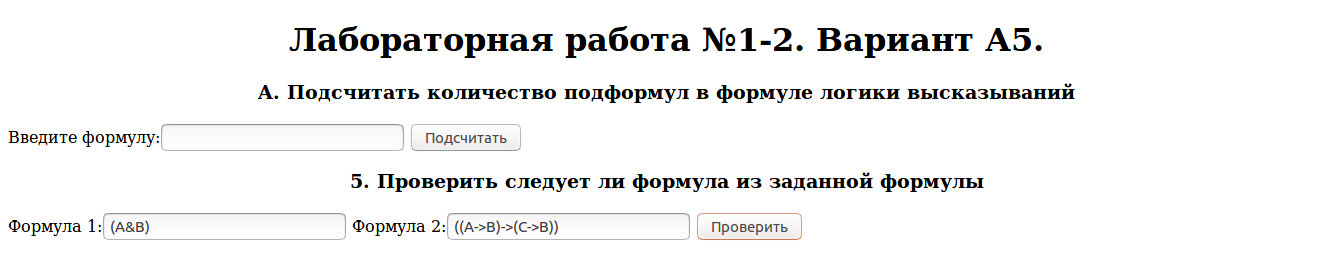 Лабораторная работа №1-2. Вариант А5.
А. Подсчитать количество подформул в формуле логики высказываний
Введите формулу: Подсчитать
5. Проверить следует ли формула из заданной формулы
Формула 1: (A&B) Формула 2: ((A->B)->(C->B)) Проверить